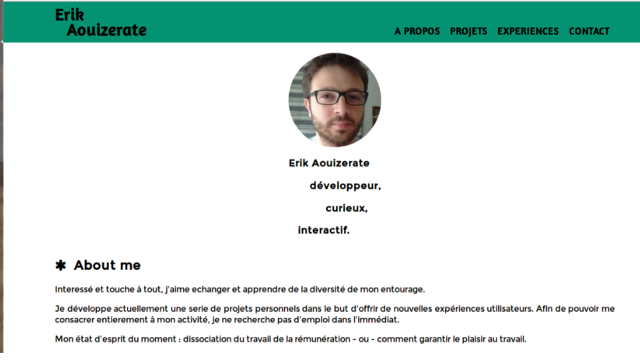 Erik
Aouizerate
A PROPOS PROJETS EXPERIENCES CONTACT
Erik Aouizerate
développeur,
curieux,
interactif.
✱ About me
Interessé et touche à tout, j'aime echanger et apprendre de la diversité de mon entourage.
Je développe actuellement une serie de projets personnels dans le but d'offrir de nouvelles expériences utilisateurs. Afin de pouvoir me
consacrer entierement à mon activité, je ne recherche pas d'emploi dans l'immédiat.
Mon état d'esprit du moment : dissociation du travail de la rémunération - ou - comment garantir le plaisir au travail.